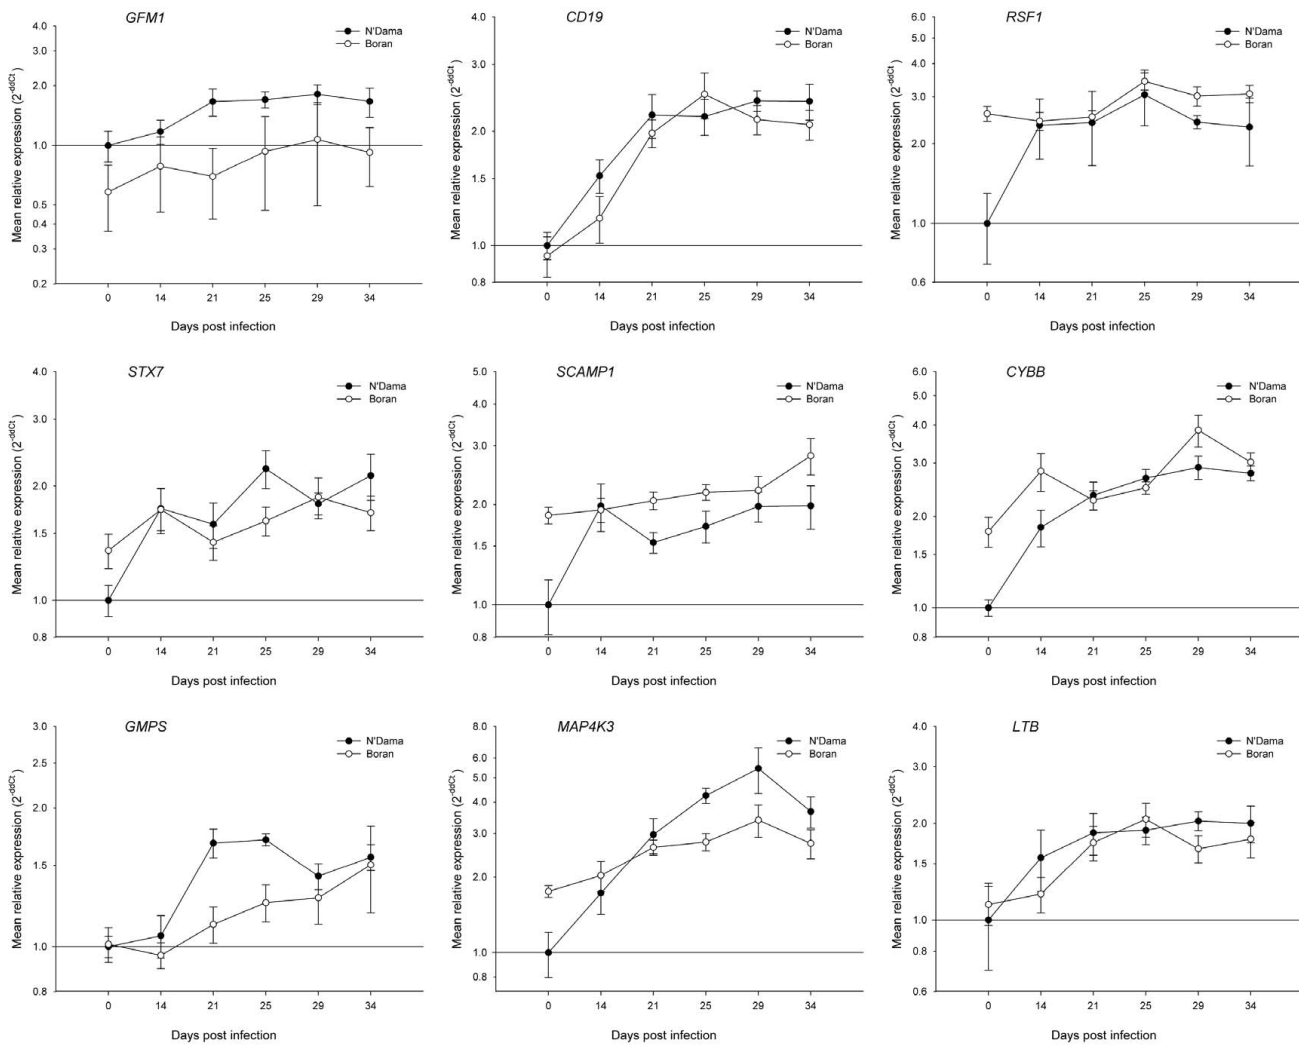 GFM1
N'Dama
Boran
Mean relative expression (2^-ddCt)
4.0
3.0
2.0
1.0
0.5
0.4
0.3
0.2
0 14 21 25 29 34
Days post infection
CD19
N'Dama
Boran
Mean relative expression (2^-ddCt)
4.0
3.0
2.0
1.5
1.0
0.8
0 14 21 25 29 34
Days post infection
RSF1
N'Dama
Boran
Mean relative expression (2^-ddCt)
6.0
5.0
4.0
3.0
2.0
1.0
0.6
0 14 21 25 29 34
Days post infection
STX7
N'Dama
Boran
Mean relative expression (2^-ddCt)
4.0
3.0
2.0
1.5
1.0
0.8
0 14 21 25 29 34
Days post infection
SCAMP1
N'Dama
Boran
Mean relative expression (2^-ddCt)
5.0
4.0
3.0
2.0
1.5
1.0
0.8
0 14 21 25 29 34
Days post infection
CYBB
N'Dama
Boran
Mean relative expression (2^-ddCt)
6.0
5.0
4.0
3.0
2.0
1.5
1.0
0.8
0 14 21 25 29 34
Days post infection
GMPS
N'Dama
Boran
Mean relative expression (2^-ddCt)
3.0
2.5
2.0
1.5
1.0
0.8
0 14 21 25 29 34
Days post infection
MAP4K3
N'Dama
Boran
Mean relative expression (2^-ddCt)
8.0
6.0
5.0
4.0
3.0
2.0
1.0
0.8
0 14 21 25 29 34
Days post infection
LTB
N'Dama
Boran
Mean relative expression (2^-ddCt)
4.0
3.0
2.0
1.5
1.0
0.8
0.6
0 14 21 25 29 34
Days post infection